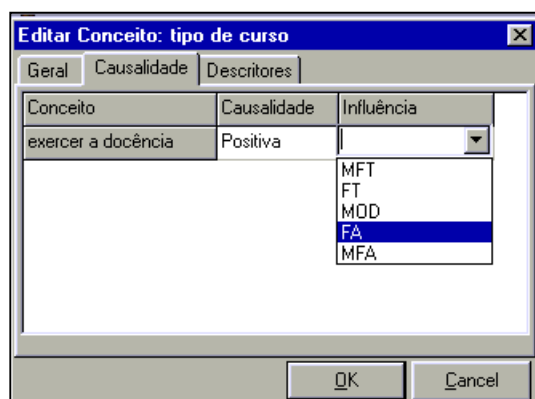 Editar Conceito: tipo de curso
Geral Causalidade Descritores
Conceito Causalidade Influência
exercer a docência Positiva
MFT
FT
MOD
FA
MFA
OK Cancel